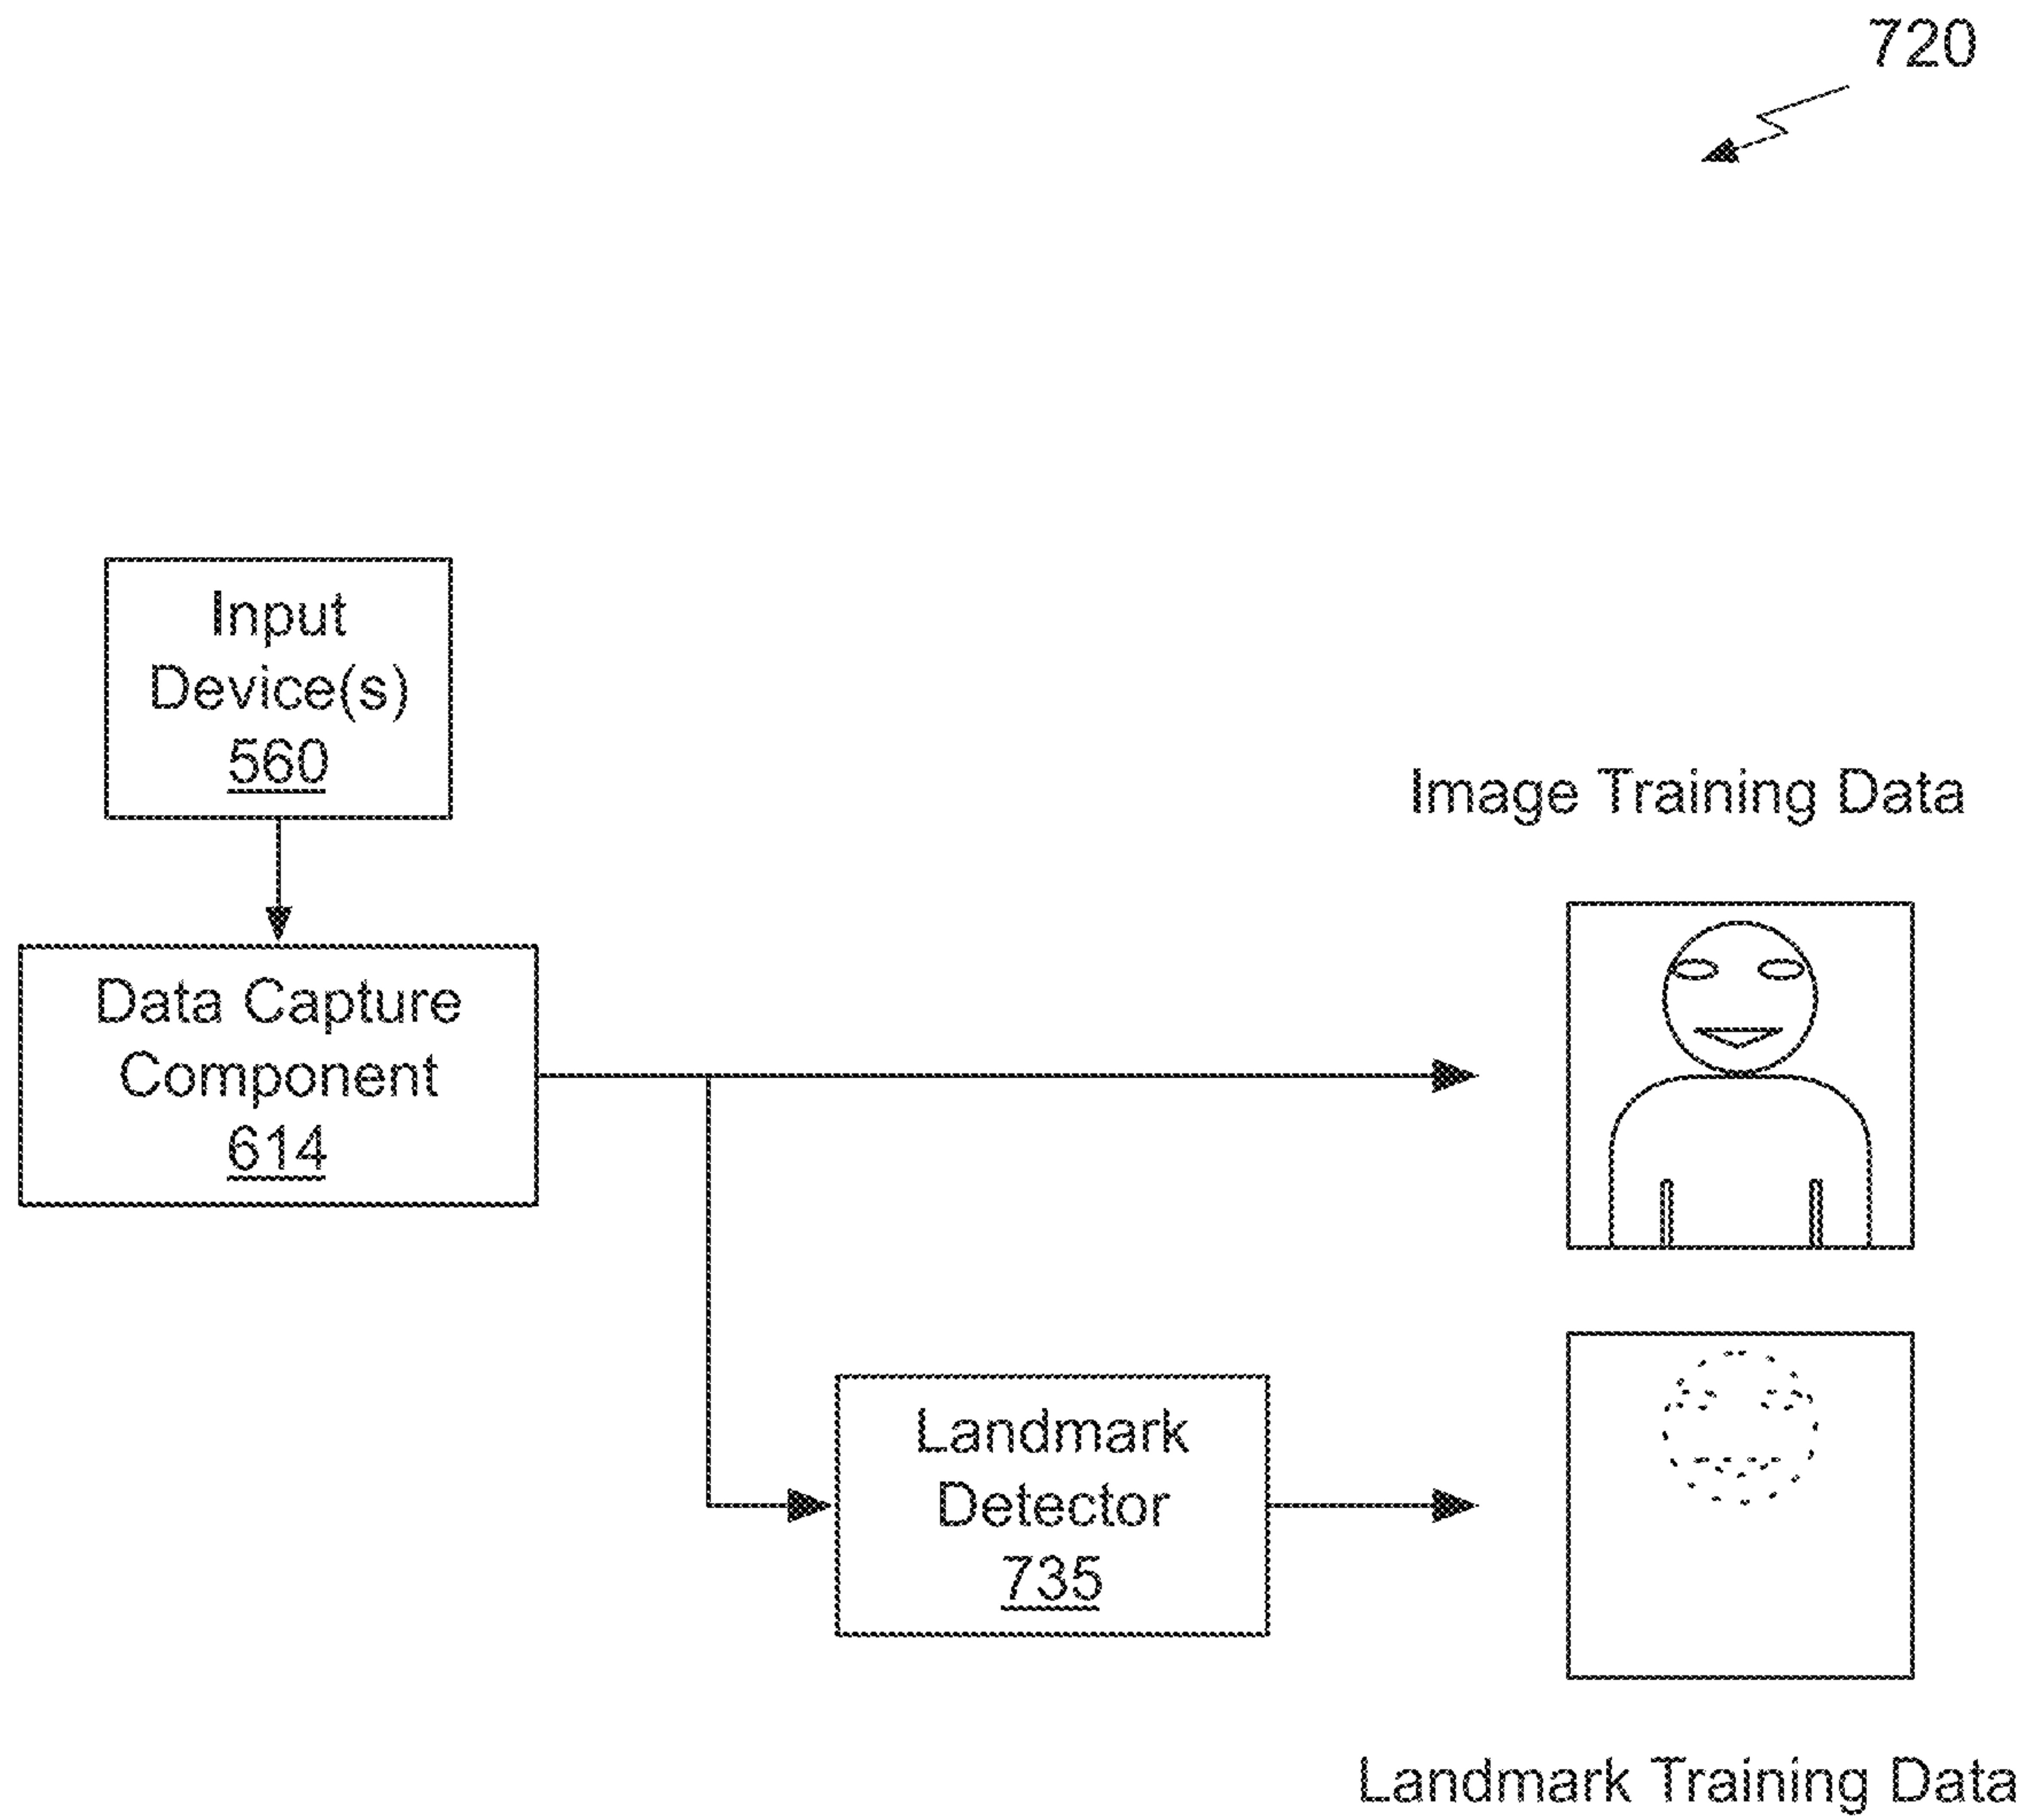 720
Input
Device(s)
560
Image Training Data
Data Capture
Component
614
Landmark
Detector
735
Landmark Training Data